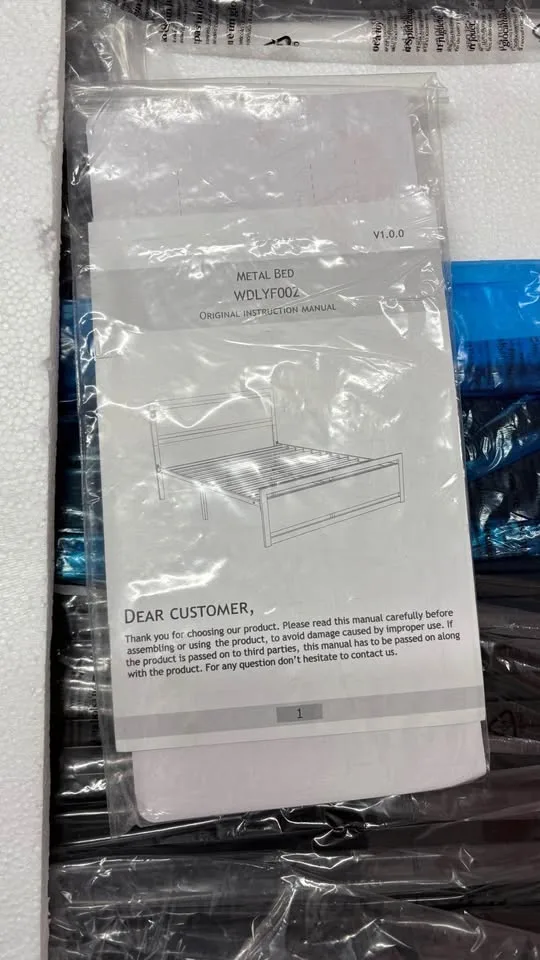 V1.0.0
METAL BED
WDLYF002
ORIGINAL INSTRUCTION MANUAL
DEAR CUSTOMER,
Thank you for choosing our product. Please read this manual carefully before
assembling or using the product, to avoid damage caused by improper use. If
the product is passed on to third parties, this manual has to be passed on along
with the product. For any question don't hesitate to contact us.
1